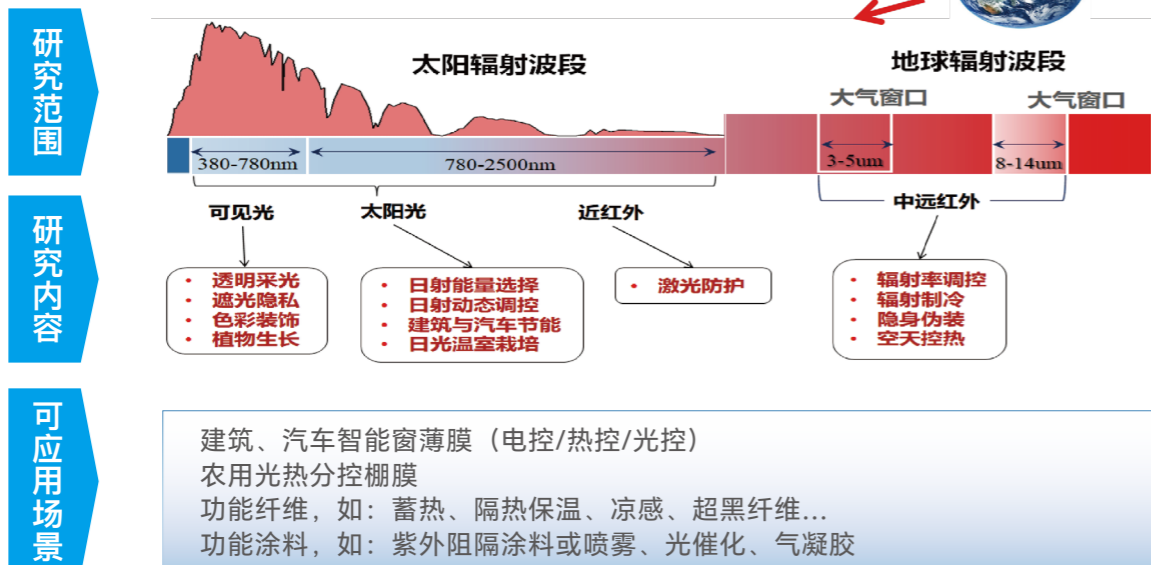 研究范围
太阳辐射波段
地球辐射波段
大气窗口
大气窗口
380-780nm
780-2500nm
3-5um
8-14um
研究内容
可见光
太阳光
近红外
中远红外
• 透明采光
• 遮光隐私
• 色彩装饰
• 植物生长
• 日射能量选择
• 日射动态调控
• 建筑与汽车节能
• 日光温室栽培
• 激光防护
• 辐射率调控
• 辐射制冷
• 隐身伪装
• 空天控热
可应用场景
建筑、汽车智能窗薄膜（电控/热控/光控）
农用光热分控棚膜
功能纤维，如：蓄热、隔热保温、凉感、超黑纤维...
功能涂料，如：紫外阻隔涂料或喷雾、光催化、气凝胶